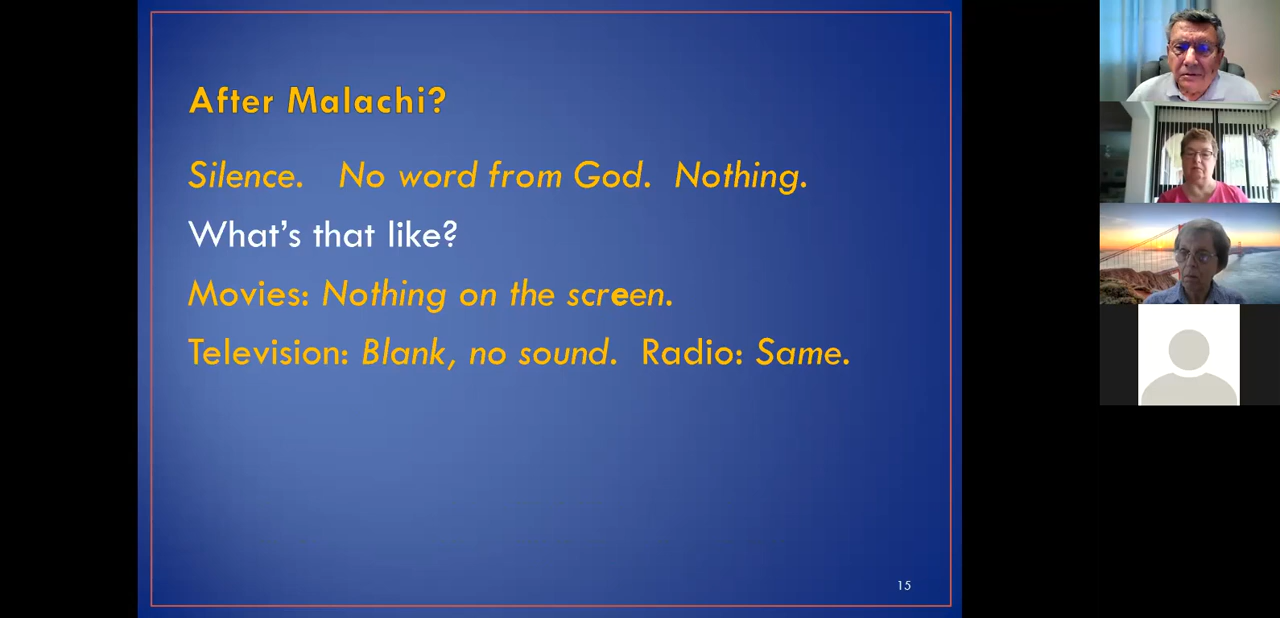 After Malachi?
Silence. No word from God. Nothing.
What's that like?
Movies: Nothing on the screen.
Television: Blank, no sound. Radio: Same.
15